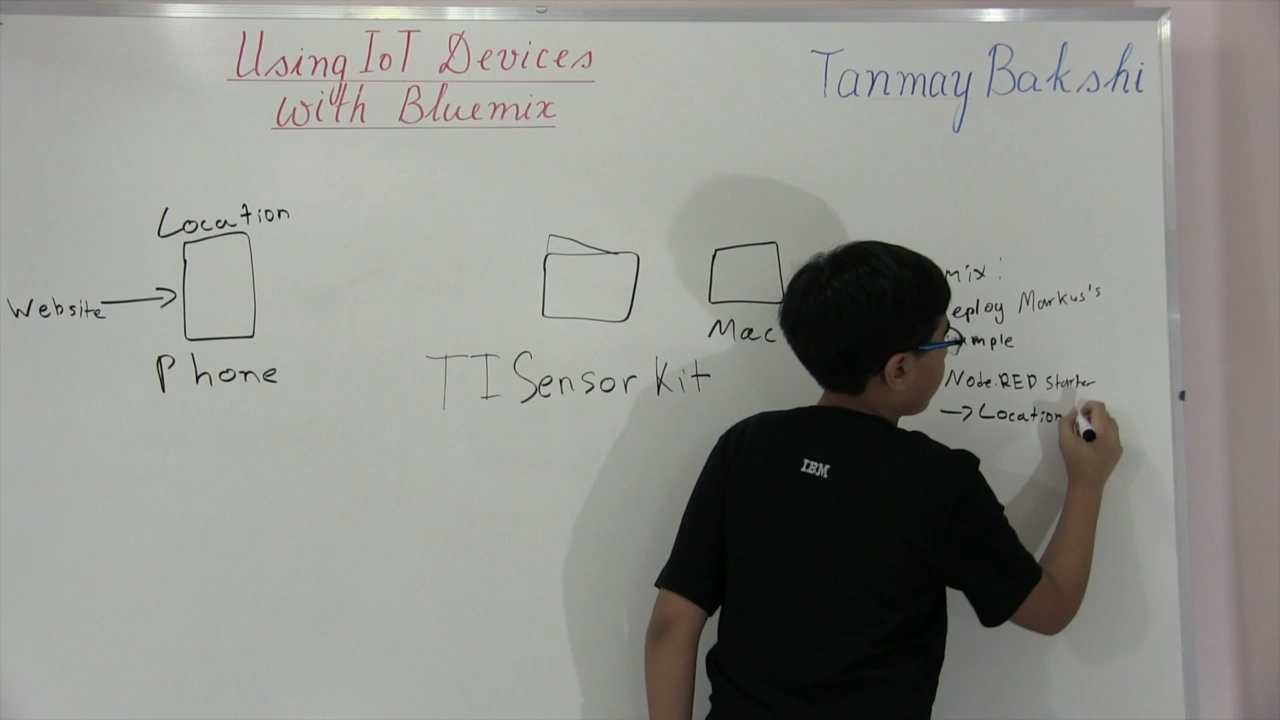 Using IoT Devices
with Bluemix
Tanmay Bakshi
Location
Website
Phone
TI Sensor Kit
Mac
mix:
eploy Markus's
ample
Node.RED Starter
→ Location
IBM